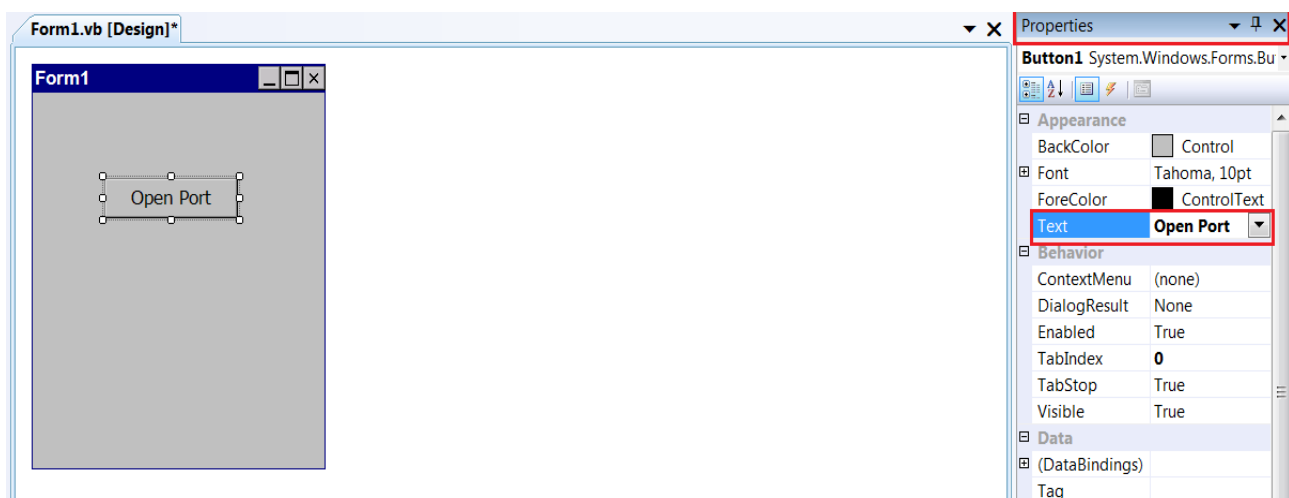 Form1.vb [Design]*
Form1
Open Port
Properties
Button1 System.Windows.Forms.Bu
Appearance
BackColor Control
Font Tahoma, 10pt
ForeColor ControlText
Text Open Port
Behavior
ContextMenu (none)
DialogResult None
Enabled True
TabIndex 0
TabStop True
Visible True
Data
(DataBindings)
Tag